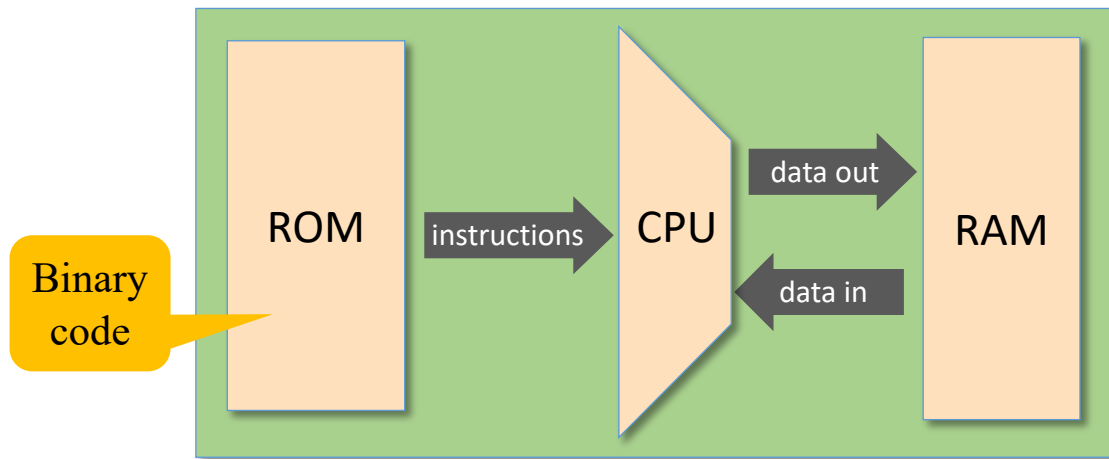 Binary
code
ROM
instructions
CPU
data out
data in
RAM